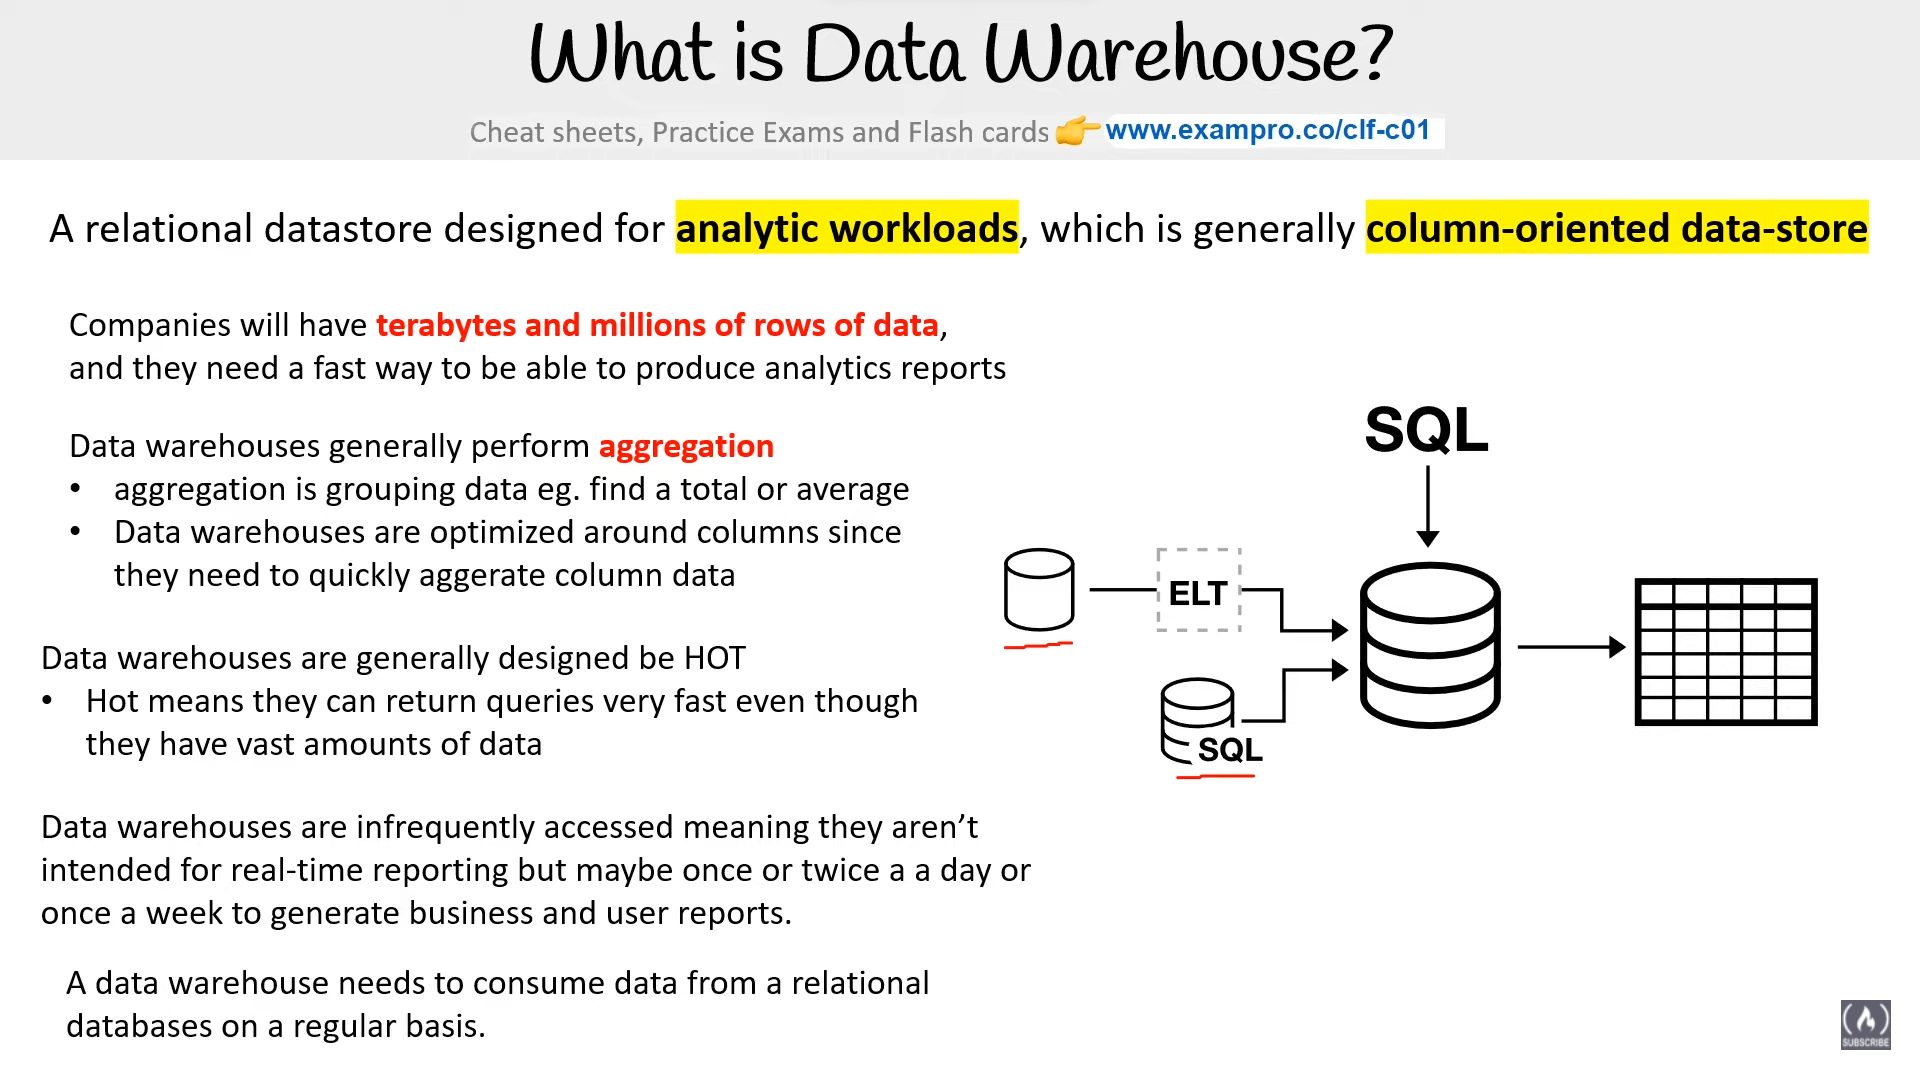 What is Data Warehouse?
Cheat sheets, Practice Exams and Flash cards 👉 www.exampro.co/clf-c01
A relational datastore designed for analytic workloads, which is generally column-oriented data-store
Companies will have terabytes and millions of rows of data,
and they need a fast way to be able to produce analytics reports
Data warehouses generally perform aggregation
• aggregation is grouping data eg. find a total or average
• Data warehouses are optimized around columns since
they need to quickly aggerate column data
Data warehouses are generally designed be HOT
• Hot means they can return queries very fast even though
they have vast amounts of data
Data warehouses are infrequently accessed meaning they aren’t
intended for real-time reporting but maybe once or twice a a day or
once a week to generate business and user reports.
A data warehouse needs to consume data from a relational
databases on a regular basis.
SQL
ELT
SQL
SUBSCRIBE